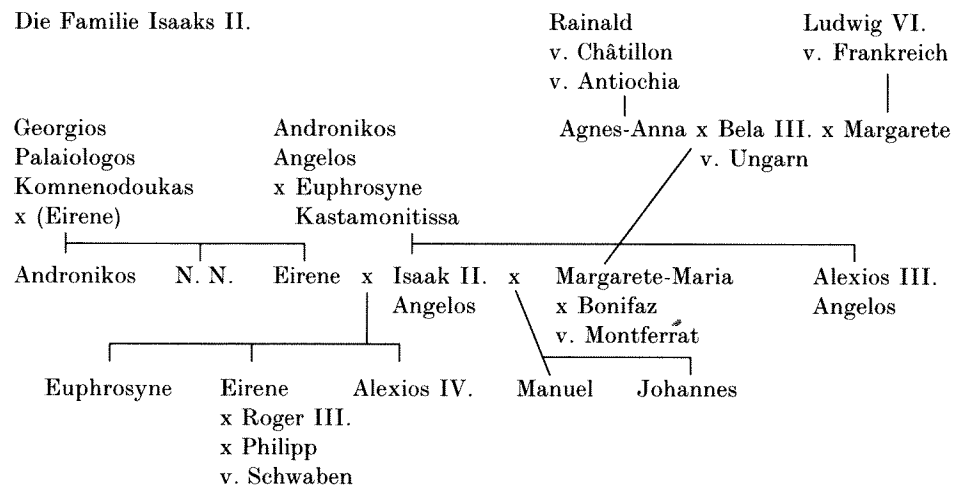 Die Familie Isaaks II.
Rainald
v. Châtillon
v. Antiochia
Ludwig VI.
v. Frankreich
Georgios
Palaiologos
Komnenodoukas
x (Eirene)
Andronikos
Angelos
x Euphrosyne
Kastamonitissa
Agnes-Anna x Bela III. x Margarete
v. Ungarn
Andronikos N. N. Eirene x Isaak II. x Margarete-Maria Alexios III.
Angelos x Bonifaz Angelos
v. Montferrat
Euphrosyne Eirene Alexios IV. Manuel Johannes
x Roger III.
x Philipp
v. Schwaben